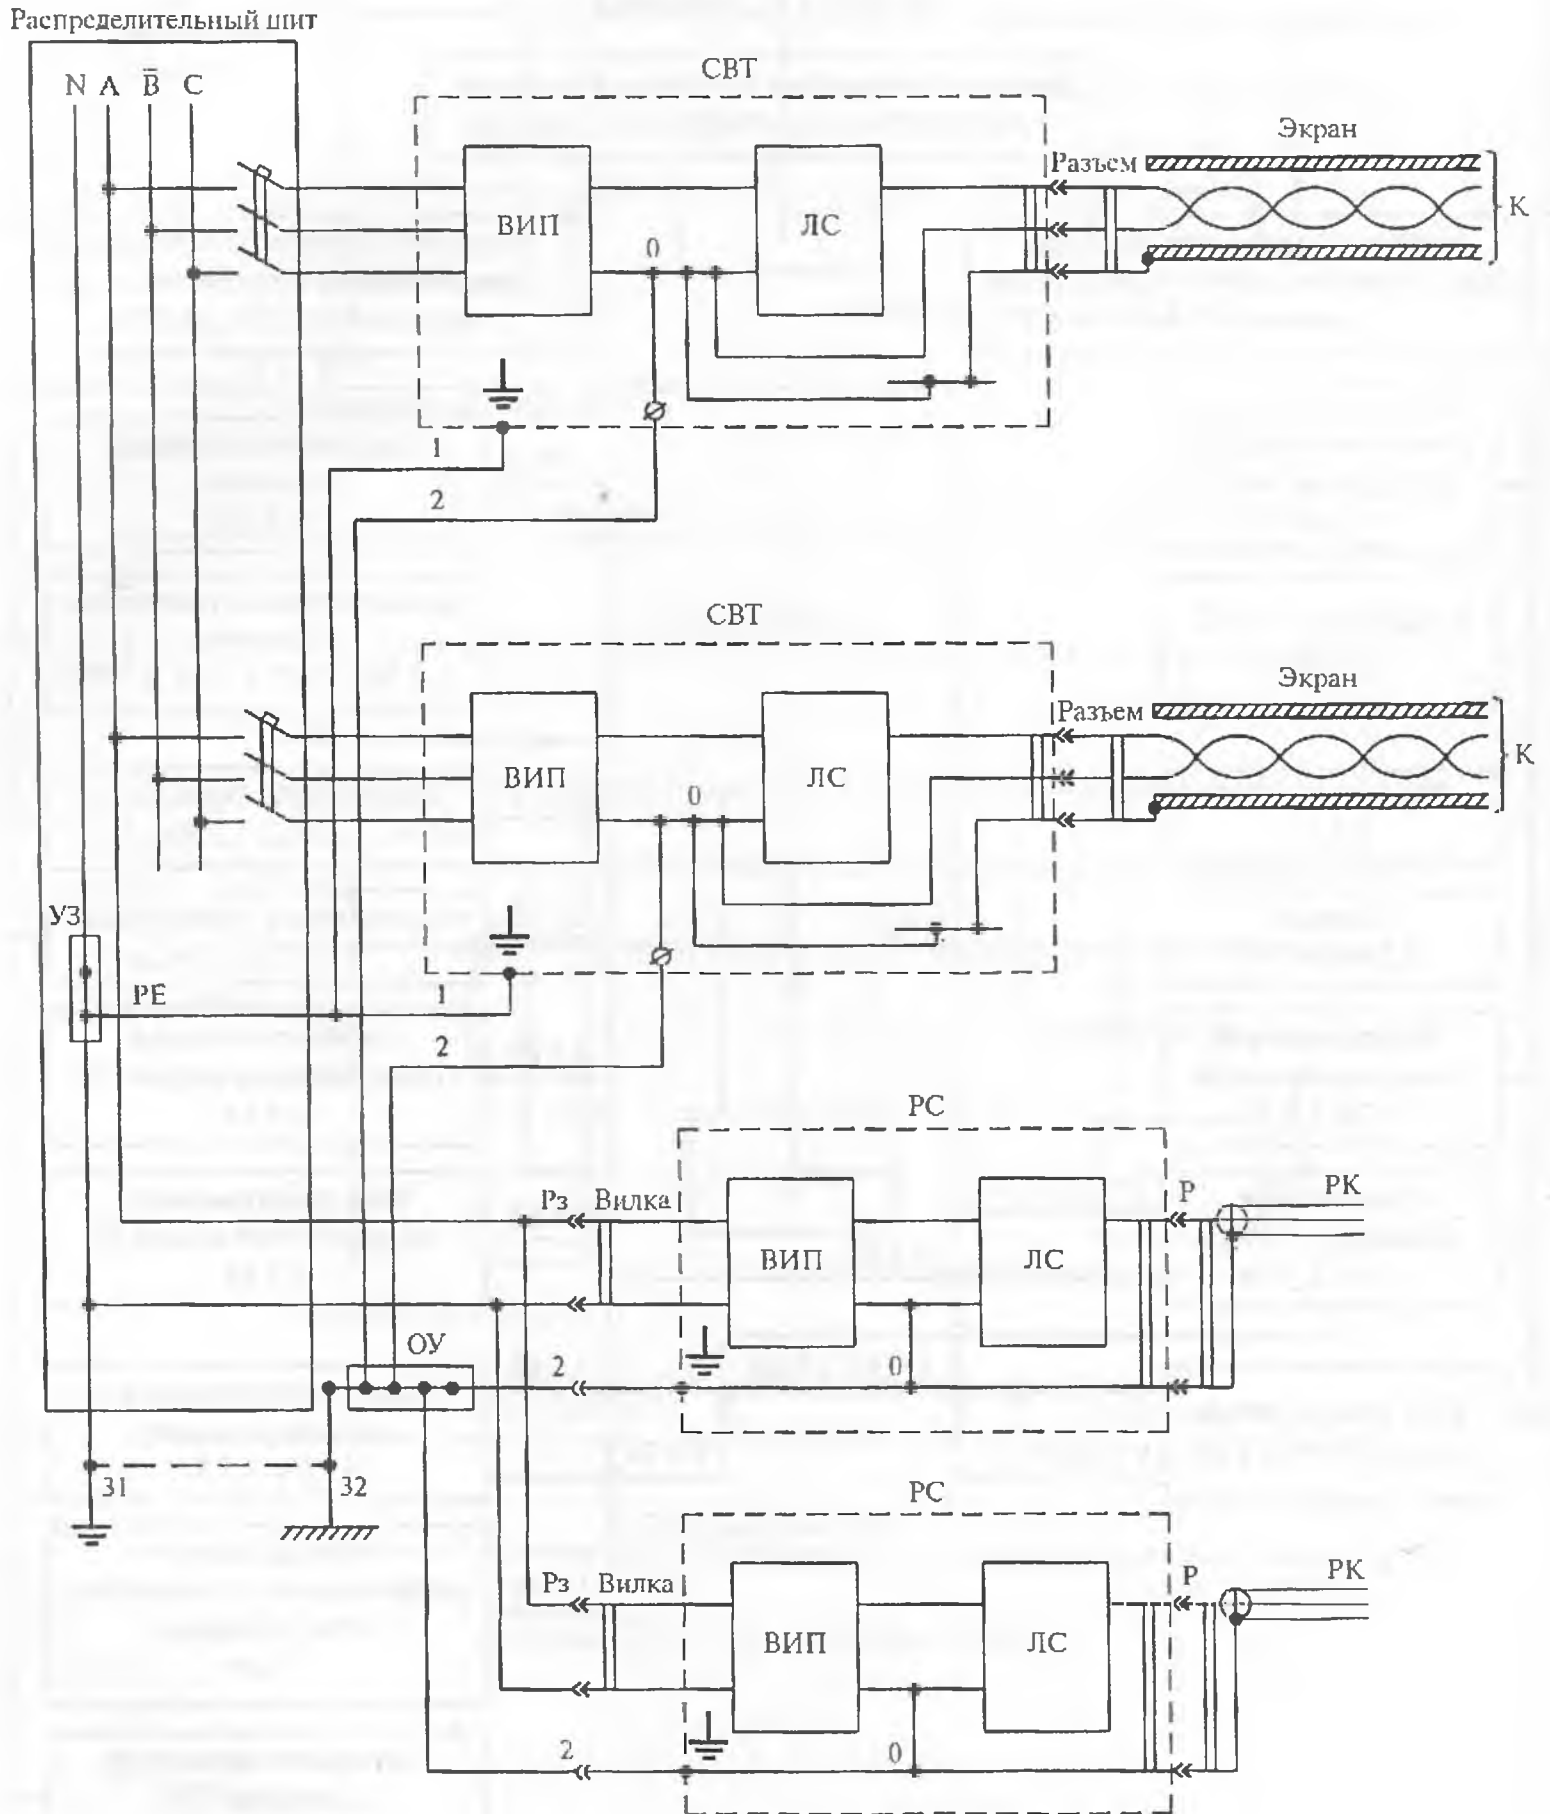 Распределительный щит
N A B̅ C
СВТ
Экран
Разъем
К
ВИП
ЛС
0
1
2
СВТ
Экран
Разъем
К
ВИП
ЛС
0
УЗ
РЕ
1
2
РС
Рз Вилка
Р
РК
ВИП
ЛС
ОУ
2
0
31
32
РС
Рз Вилка
Р
РК
ВИП
ЛС
2
0